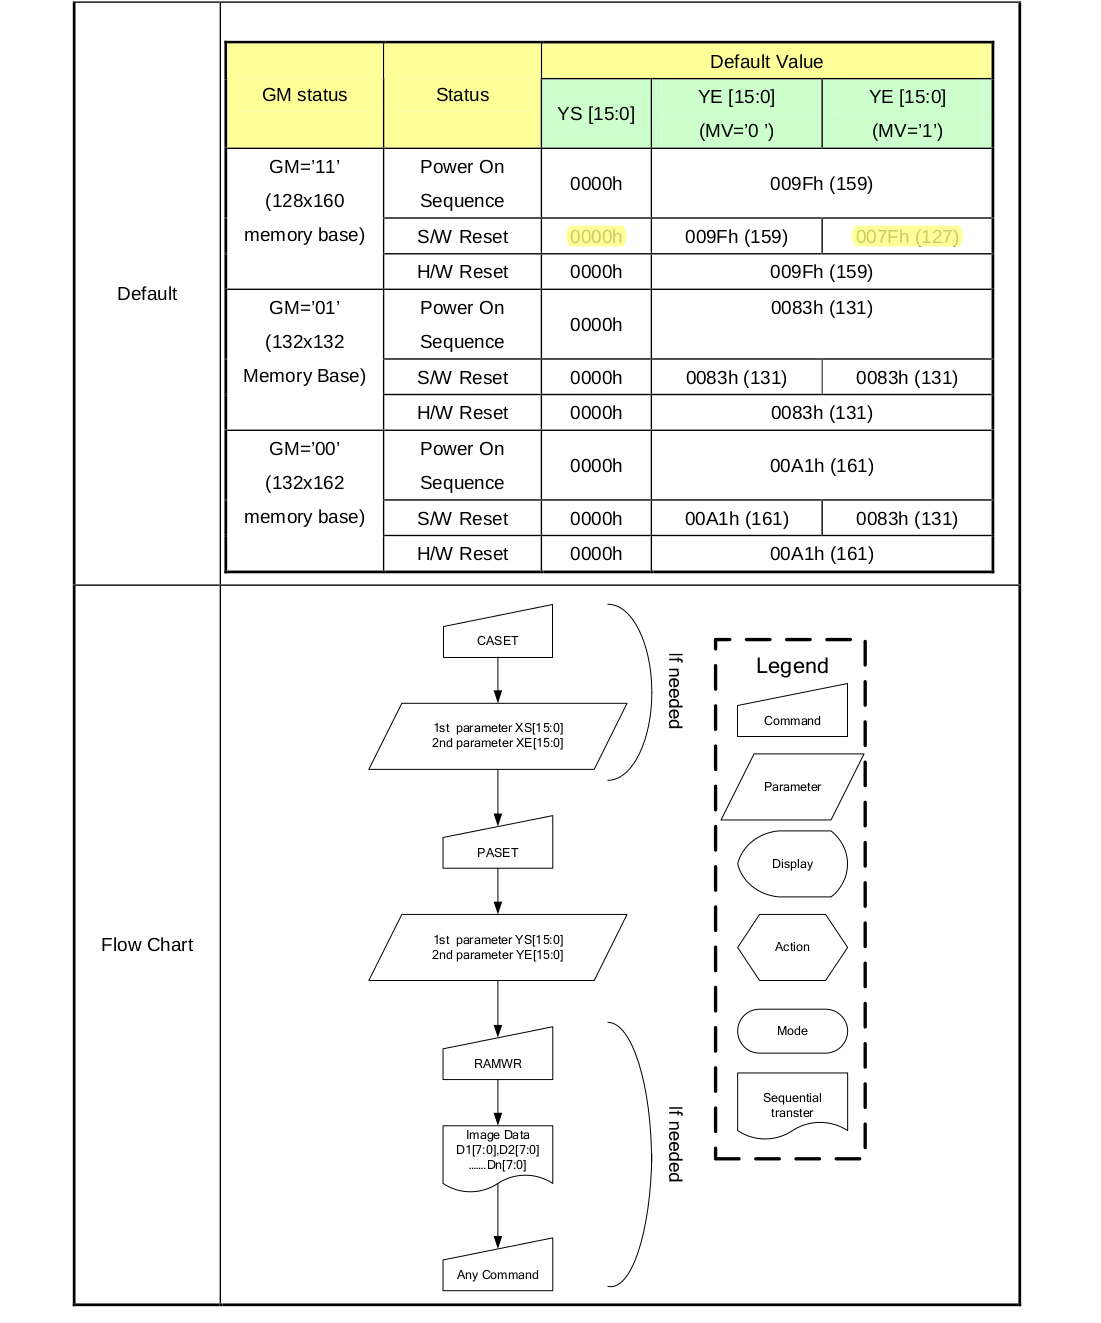 Default
GM status
Status
Default Value
YS [15:0]
YE [15:0]
(MV=’0 ’)
YE [15:0]
(MV=’1’)
GM=’11’
(128x160
memory base)
Power On
Sequence
0000h
009Fh (159)
S/W Reset
0000h
009Fh (159)
007Fh (127)
H/W Reset
0000h
009Fh (159)
GM=’01’
(132x132
Memory Base)
Power On
Sequence
0000h
0083h (131)
S/W Reset
0000h
0083h (131)
0083h (131)
H/W Reset
0000h
0083h (131)
GM=’00’
(132x162
memory base)
Power On
Sequence
0000h
00A1h (161)
S/W Reset
0000h
00A1h (161)
0083h (131)
H/W Reset
0000h
00A1h (161)
Flow Chart
CASET
1st parameter XS[15:0]
2nd parameter XE[15:0]
If needed
PASET
1st parameter YS[15:0]
2nd parameter YE[15:0]
RAMWR
Image Data
D1[7:0],D2[7:0]
.......Dn[7:0]
Any Command
If needed
Legend
Command
Parameter
Display
Action
Mode
Sequential
transter